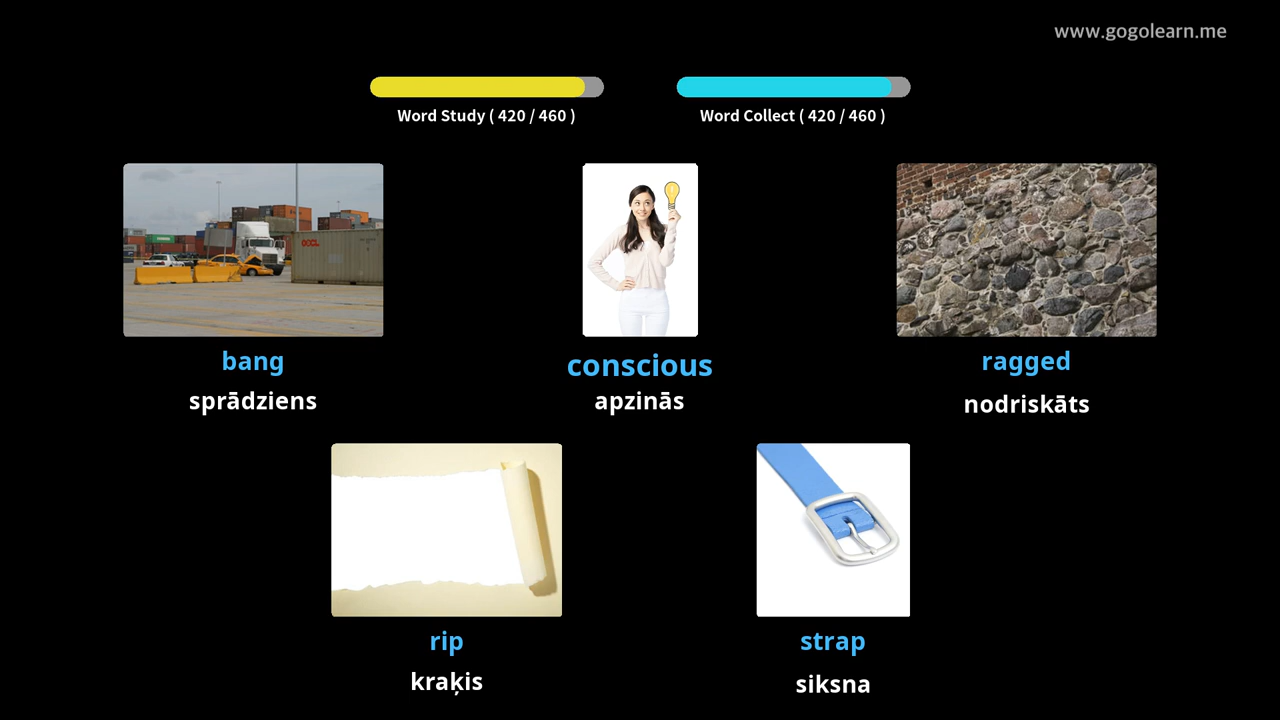 www.gogolearn.me
Word Study ( 420 / 460 )
Word Collect ( 420 / 460 )
OOCL
bang
sprādziens
conscious
apzinās
ragged
nodriskāts
rip
kraķis
strap
siksna